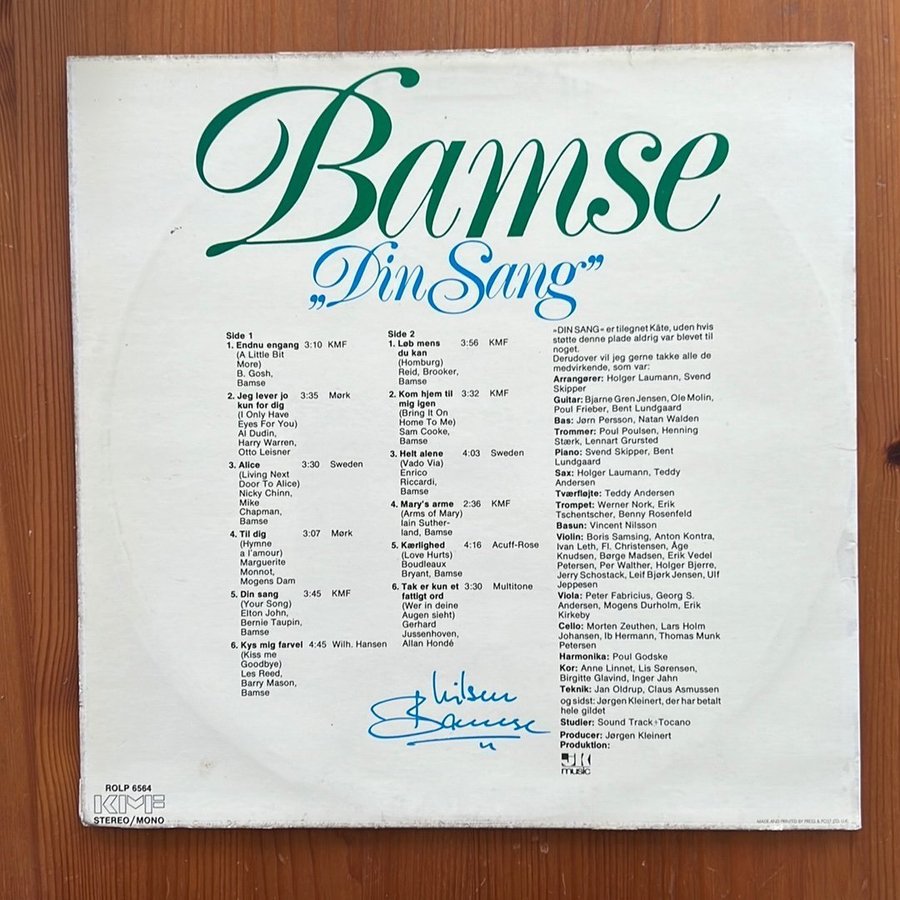 Bamse
„Din Sang”
Side 1
1. Endnu engang 3:10 KMF
(A Little Bit
More)
B. Gosh,
Bamse
2. Jeg lever jo 3:35 Mørk
kun for dig
(I Only Have
Eyes For You)
Al Dudin,
Harry Warren,
Otto Leisner
3. Alice 3:30 Sweden
(Living Next
Door To Alice)
Nicky Chinn,
Mike
Chapman,
Bamse
4. Til dig 3:07 Mørk
(Hymne
a l'amour)
Marguerite
Monnot,
Mogens Dam
5. Din sang 3:45 KMF
(Your Song)
Elton John,
Bernie Taupin,
Bamse
6. Kys mig farvel 4:45 Wilh. Hansen
(Kiss me
Goodbye)
Les Reed,
Barry Mason,
Bamse
Side 2
1. Løb mens 3:56 KMF
du kan
(Homburg)
Reid, Brooker,
Bamse
2. Kom hjem til 3:32 KMF
mig igen
(Bring It On
Home To Me)
Sam Cooke,
Bamse
3. Helt alene 4:03 Sweden
(Vado Via)
Enrico
Riccardi,
Bamse
4. Mary's arme 2:36 KMF
(Arms of Mary)
Iain Suther-
land, Bamse
5. Kærlighed 4:16 Acuff-Rose
(Love Hurts)
Boudleaux
Bryant, Bamse
6. Tak er kun et 3:30 Multitone
fattigt ord
(Wer in deine
Augen sieht)
Gerhard
Jussenhoven,
Allan Hondé
»DIN SANG« er tilegnet Käte, uden hvis
støtte denne plade aldrig var blevet til
noget.
Derudover vil jeg gerne takke alle de
medvirkende, som var:
Arrangører: Holger Laumann, Svend
Skipper
Guitar: Bjarne Gren Jensen, Ole Molin,
Poul Frieber, Bent Lundgaard
Bas: Jørn Persson, Natan Walden
Trommer: Poul Poulsen, Henning
Stærk, Lennart Grursted
Piano: Svend Skipper, Bent
Lundgaard
Sax: Holger Laumann, Teddy
Andersen
Tværfløjte: Teddy Andersen
Trompet: Werner Nork, Erik
Tschentscher, Benny Rosenfeld
Basun: Vincent Nilsson
Violin: Boris Samsing, Anton Kontra,
Ivan Leth, Fl. Christensen, Åge
Knudsen, Børge Madsen, Erik Vedel
Petersen, Per Walther, Holger Bjerre,
Jerry Schostack, Leif Bjørk Jensen, Ulf
Jeppesen
Viola: Peter Fabricius, Georg S.
Andersen, Mogens Durholm, Erik
Kirkeby
Cello: Morten Zeuthen, Lars Holm
Johansen, Ib Hermann, Thomas Munk
Petersen
Harmonika: Poul Godske
Kor: Anne Linnet, Lis Sørensen,
Birgitte Glavind, Inger Jahn
Teknik: Jan Oldrup, Claus Asmussen
og sidst: Jørgen Kleinert, der har betalt
hele gildet
Studier: Sound Track+Tocano
Producer: Jørgen Kleinert
Produktion:
JK
music
hilsen
Bamse
ROLP 6564
KMF
STEREO/MONO
MADE AND PRINTED BY PRESS & POST LTD. U.K.